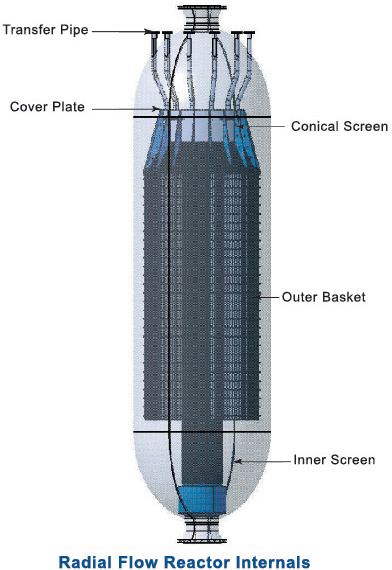 Transfer Pipe
Cover Plate
Conical Screen
Outer Basket
Inner Screen
Radial Flow Reactor Internals